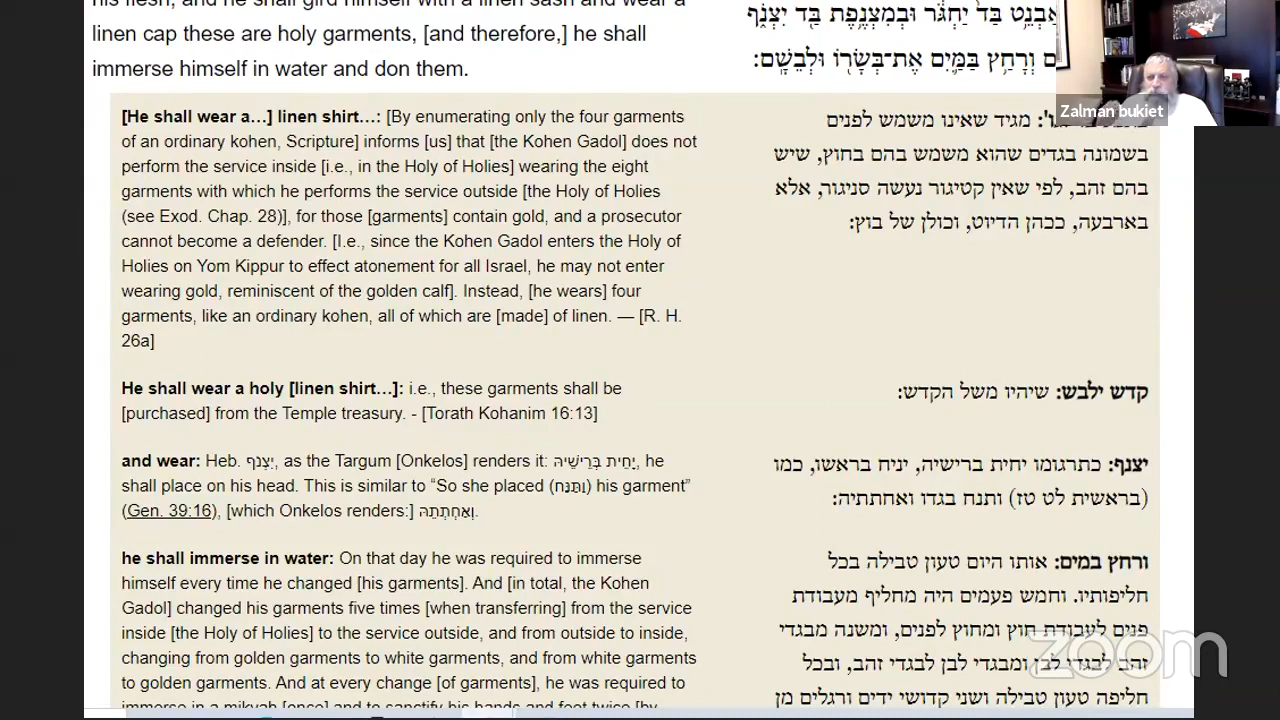 his flesh, and he shall gird himself with a linen sash and wear a
linen cap these are holy garments, [and therefore,] he shall
immerse himself in water and don them.
וּבְאַבְנֵ֥ט בַּד֙ יַחְגֹּ֔ר וּבְמִצְנֶ֥פֶת בַּ֖ד יִצְנֹ֑ף
וְרָחַ֥ץ בַּמַּ֛יִם אֶת־בְּשָׂר֖וֹ וּלְבֵשָֽׁם:
Zalman bukiet
[He shall wear a…] linen shirt…: [By enumerating only the four garments
of an ordinary kohen, Scripture] informs [us] that [the Kohen Gadol] does not
perform the service inside [i.e., in the Holy of Holies] wearing the eight
garments with which he performs the service outside [the Holy of Holies
(see Exod. Chap. 28)], for those [garments] contain gold, and a prosecutor
cannot become a defender. [I.e., since the Kohen Gadol enters the Holy of
Holies on Yom Kippur to effect atonement for all Israel, he may not enter
wearing gold, reminiscent of the golden calf]. Instead, [he wears] four
garments, like an ordinary kohen, all of which are [made] of linen. — [R. H.
26a]
מגיד שאינו משמש לפנים
בשמונה בגדים שהוא משמש בהם בחוץ, שיש
בהם זהב, לפי שאין קטיגור נעשה סניגור, אלא
בארבעה, ככהן הדיוט, וכולן של בוץ:
He shall wear a holy [linen shirt…]: i.e., these garments shall be
[purchased] from the Temple treasury. - [Torath Kohanim 16:13]
קדש ילבש: שיהיו משל הקדש:
and wear: Heb. יִצְנֹף, as the Targum [Onkelos] renders it: יָחֵית בְּרֵישֵׁיהּ, he
shall place on his head. This is similar to “So she placed (וַתַּנַּח) his garment”
(Gen. 39:16), [which Onkelos renders:] וְאַחְתְתֵהּ.
יצנף: כתרגומו יחית ברישיה, יניח בראשו, כמו
(בראשית לט טז) ותנח בגדו ואחתתיה:
he shall immerse in water: On that day he was required to immerse
himself every time he changed [his garments]. And [in total, the Kohen
Gadol] changed his garments five times [when transferring] from the service
inside [the Holy of Holies] to the service outside, and from outside to inside,
changing from golden garments to white garments, and from white garments
to golden garments. And at every change [of garments], he was required to
immerse in a mikvah [once] and to sanctify his hands and feet twice [by
ורחץ במים: אותו היום טעון טבילה בכל
חליפותיו. וחמש פעמים היה מחליף מעבודת
פנים לעבודת חוץ ומחוץ לפנים, ומשנה מבגדי
זהב לבגדי לבן ומבגדי לבן לבגדי זהב, ובכל
חליפה טעון טבילה ושני קדושי ידים ורגלים מן
zoom